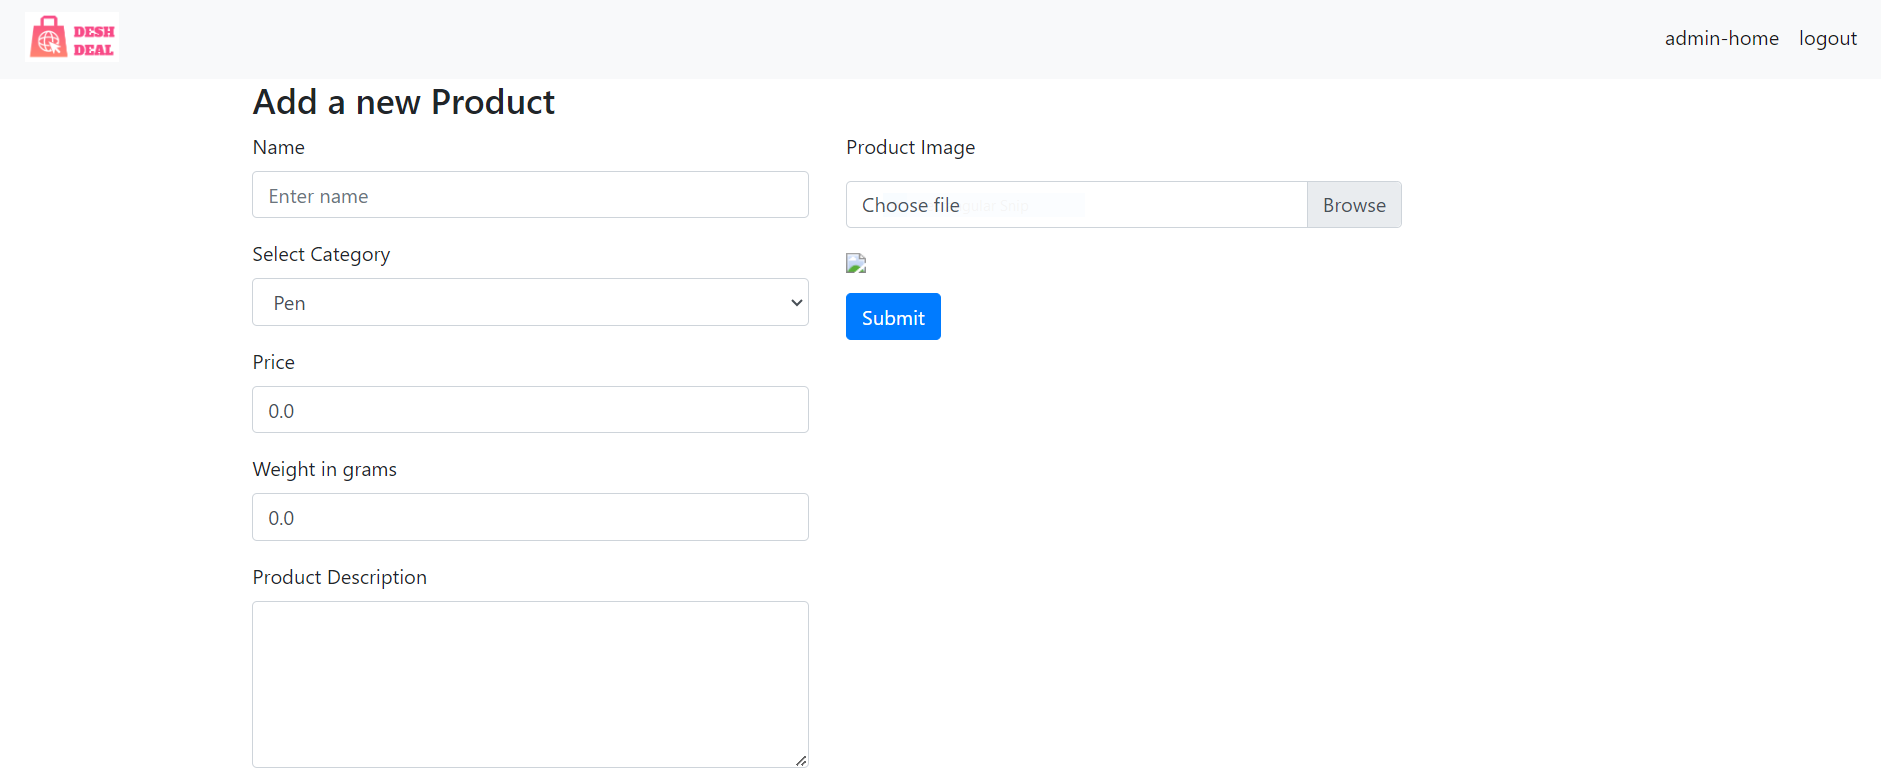 DESH
DEAL
admin-home logout
Add a new Product
Name
Enter name
Select Category
Pen
Price
0.0
Weight in grams
0.0
Product Description
Product Image
Choose file
Browse
Submit